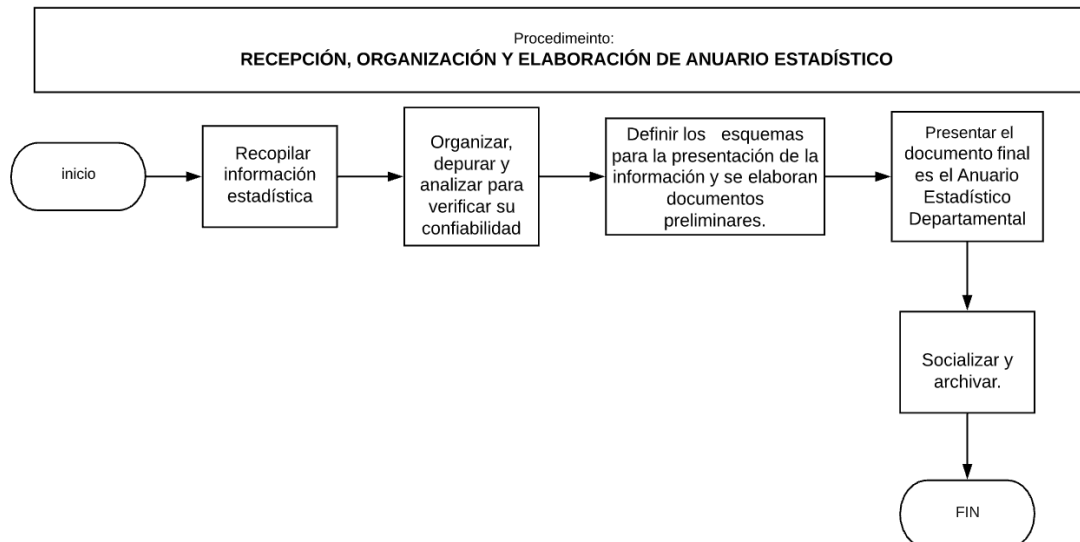 Procedimeinto:
RECEPCIÓN, ORGANIZACIÓN Y ELABORACIÓN DE ANUARIO ESTADÍSTICO
inicio
Recopilar
información
estadística
Organizar,
depurar y
analizar para
verificar su
confiabilidad
Definir los esquemas
para la presentación de la
información y se elaboran
documentos
preliminares.
Presentar el
documento final
es el Anuario
Estadístico
Departamental
Socializar y
archivar.
FIN